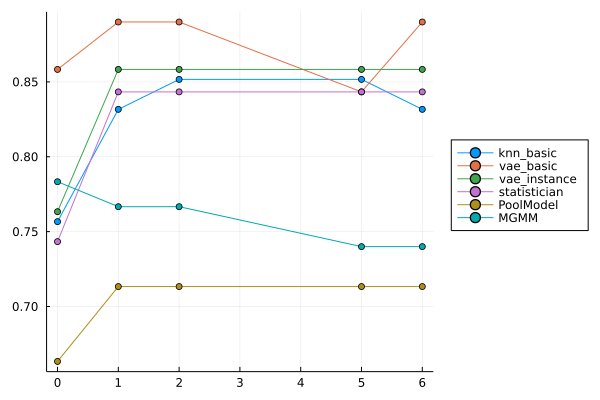 0.85
0.80
0.75
0.70
0 1 2 3 4 5 6
knn_basic
vae_basic
vae_instance
statistician
PoolModel
MGMM